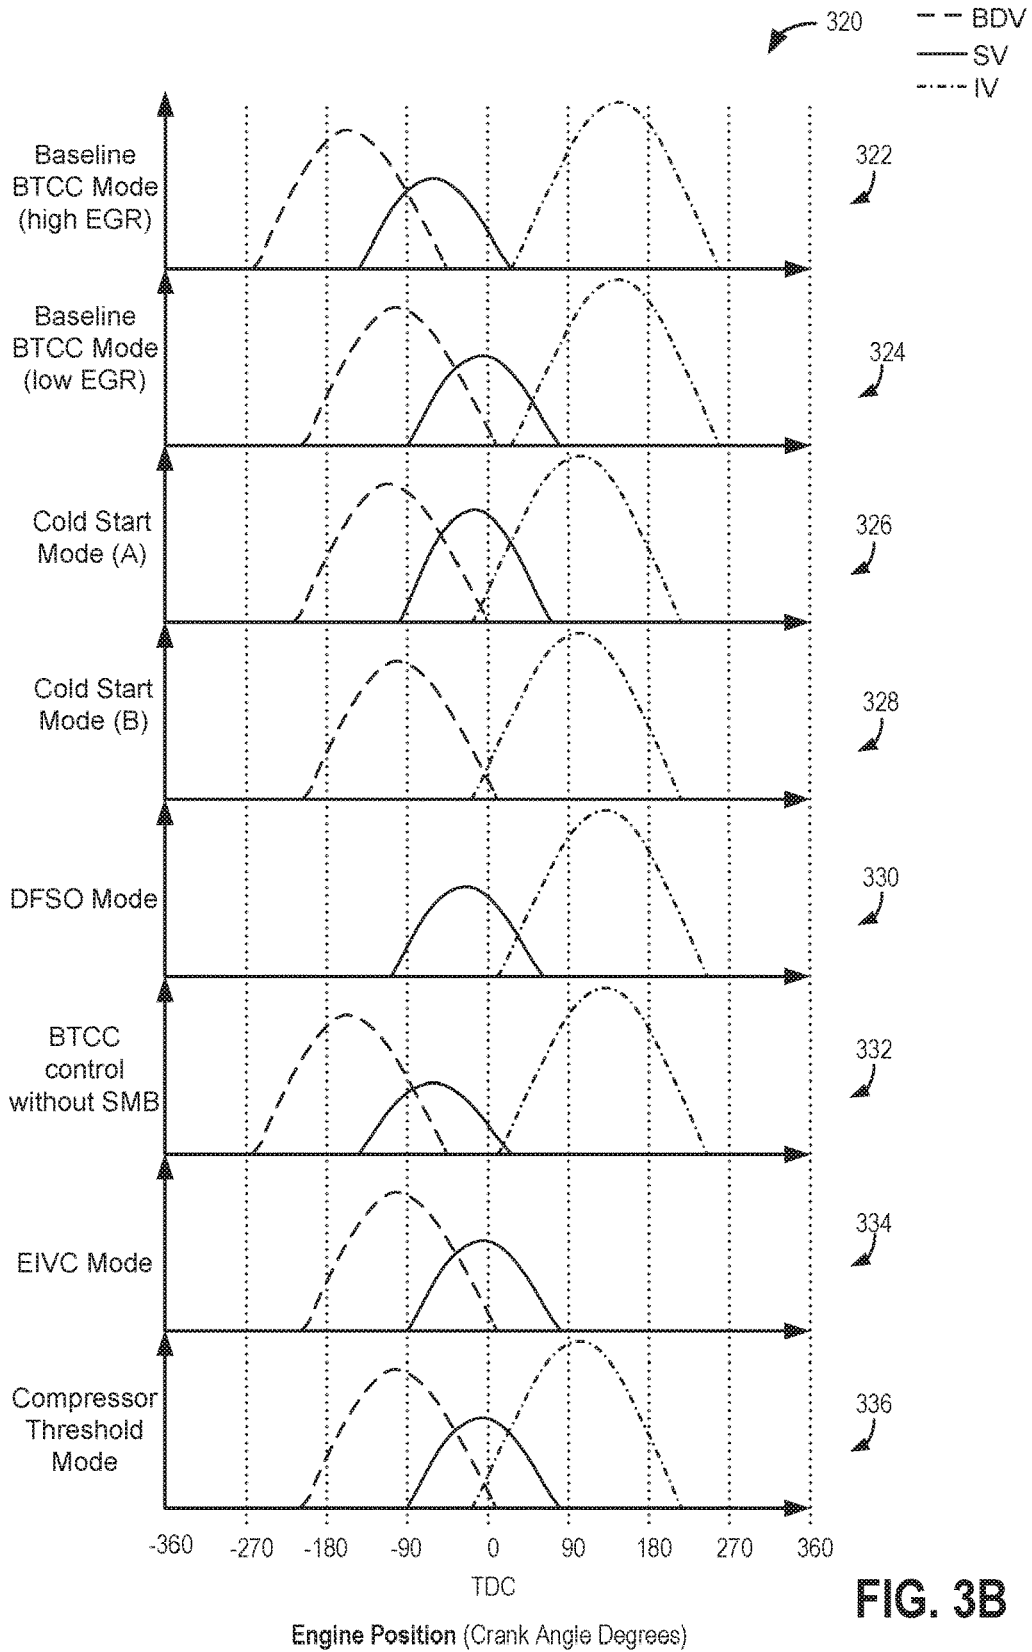 320
BDV
SV
IV
Baseline
BTCC Mode
(high EGR)
322
Baseline
BTCC Mode
(low EGR)
324
Cold Start
Mode (A)
326
Cold Start
Mode (B)
328
DFSO Mode
330
BTCC
control
without SMB
332
EIVC Mode
334
Compressor
Threshold
Mode
336
-360 -270 -180 -90 0 90 180 270 360
TDC
Engine Position (Crank Angle Degrees)
FIG. 3B